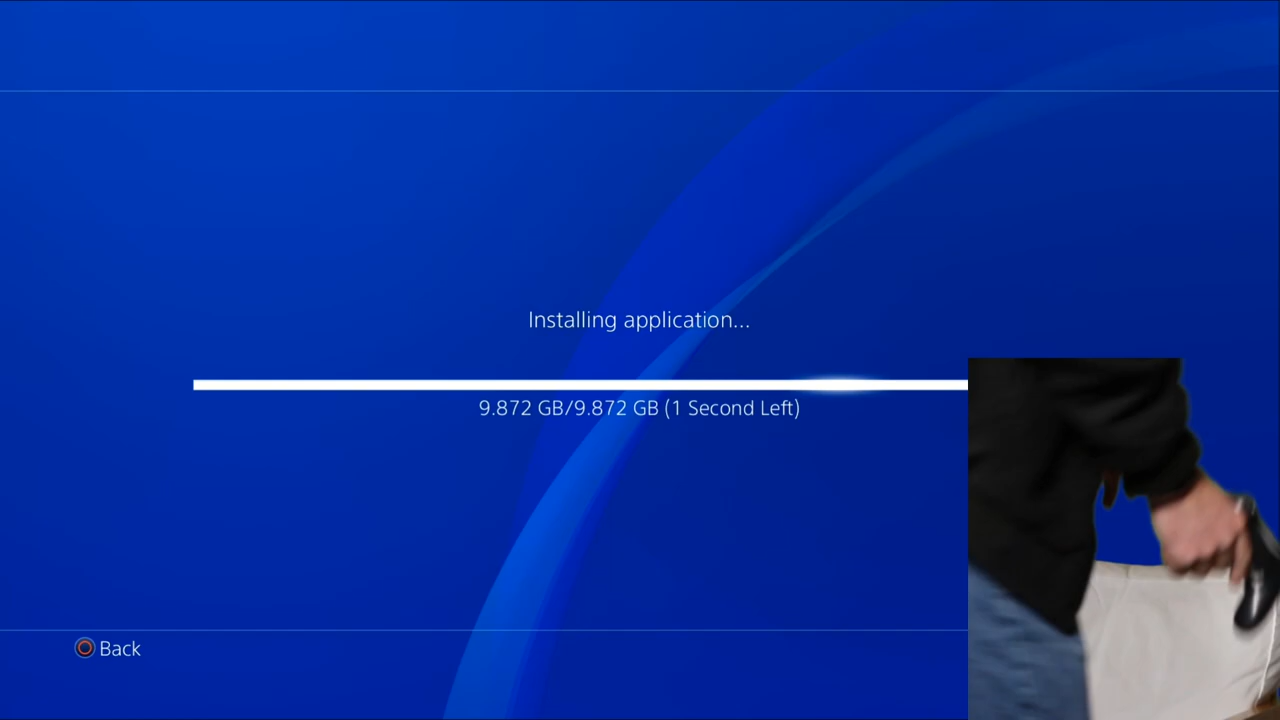 Installing application...
9.872 GB/9.872 GB (1 Second Left)
Back